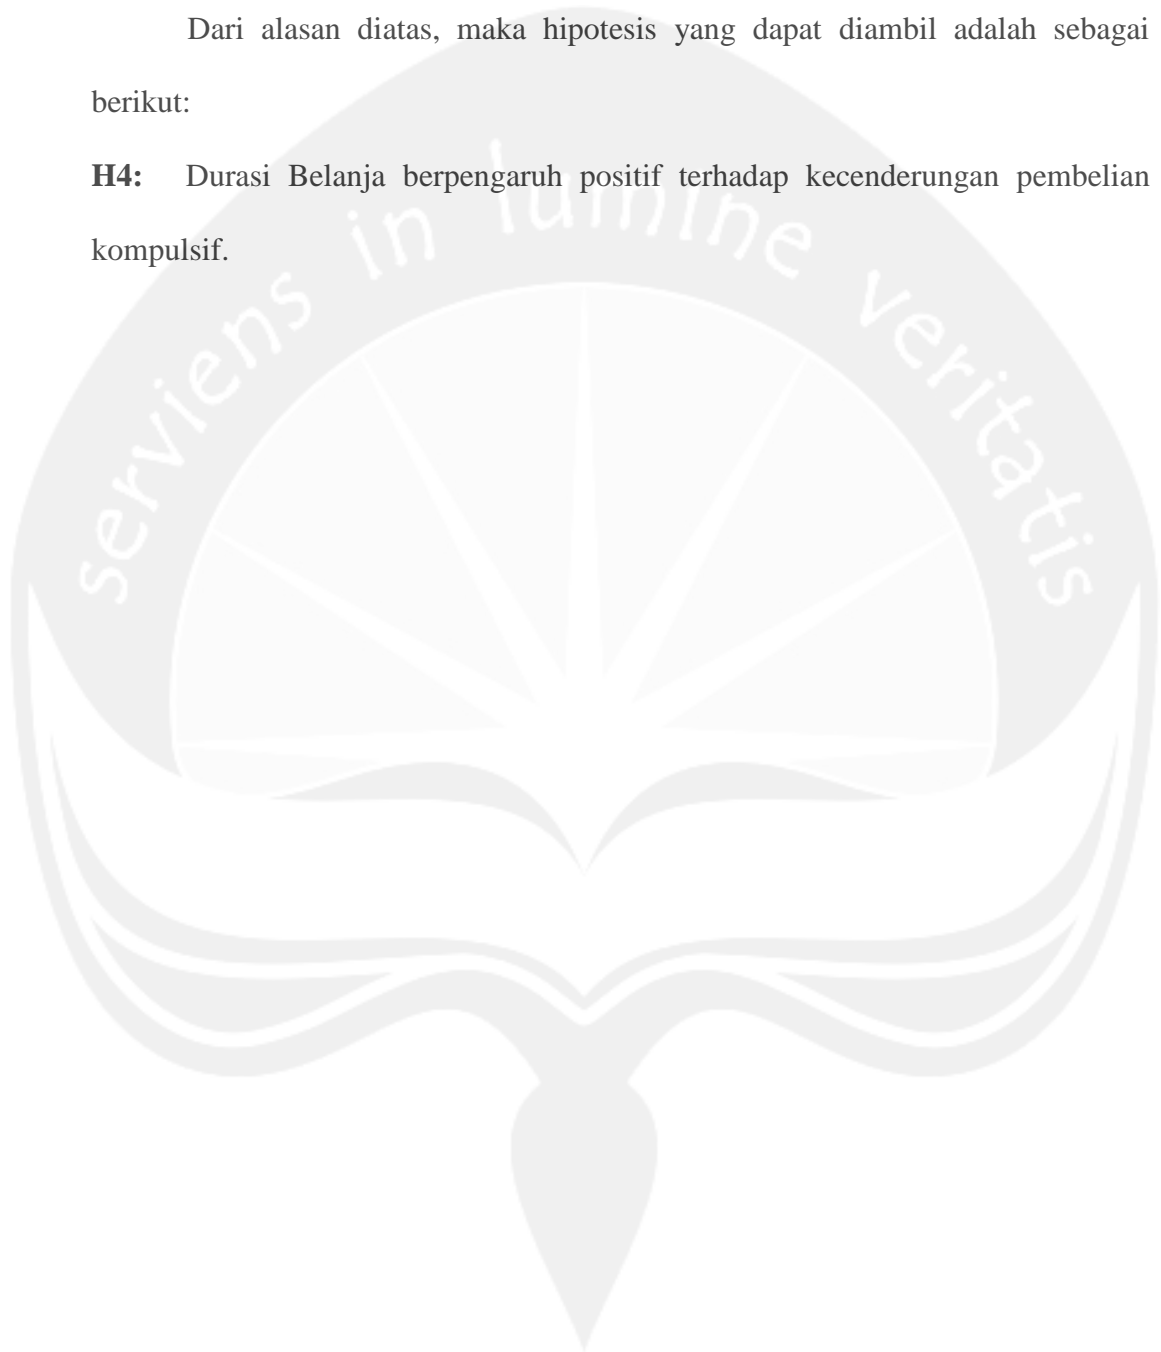 Dari alasan diatas, maka hipotesis yang dapat diambil adalah sebagai
berikut:
H4: Durasi Belanja berpengaruh positif terhadap kecenderungan pembelian
kompulsif.
serviens in lumine veritatis